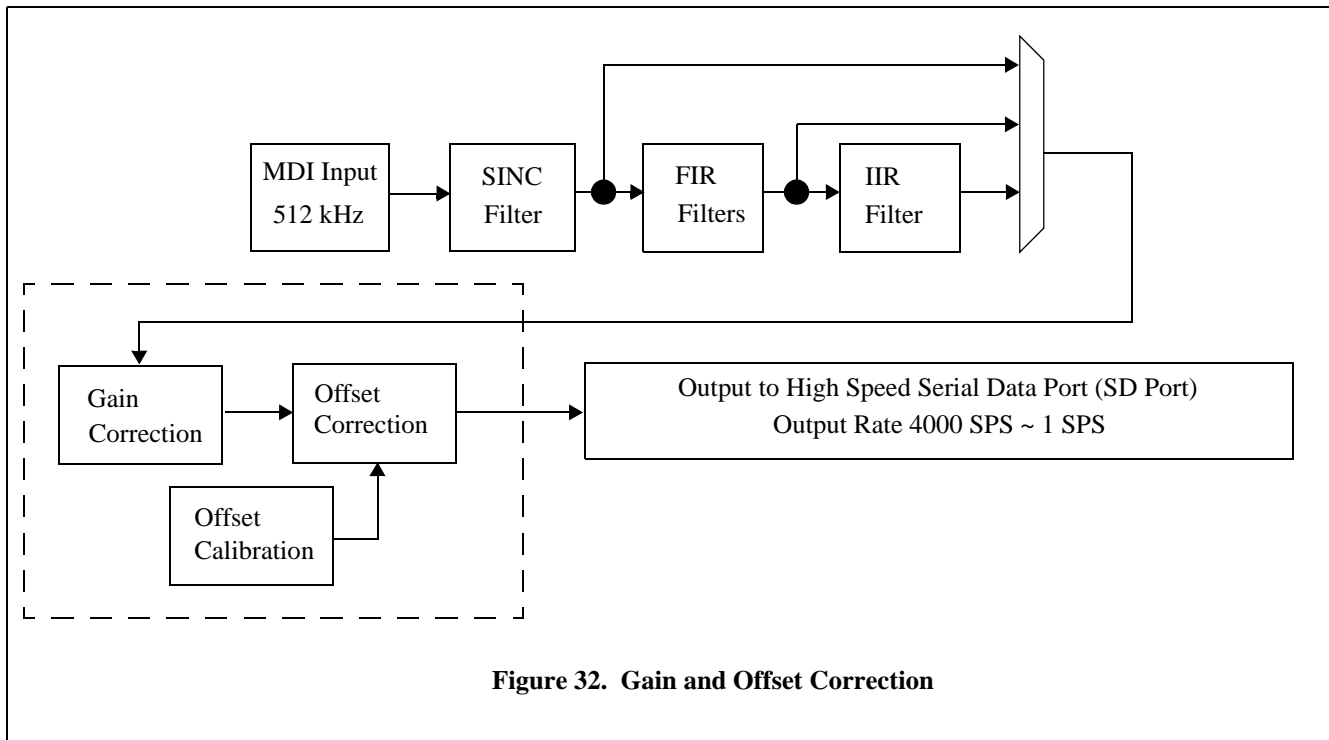 MDI Input
512 kHz
SINC
Filter
FIR
Filters
IIR
Filter
Gain
Correction
Offset
Correction
Output to High Speed Serial Data Port (SD Port)
Output Rate 4000 SPS ~ 1 SPS
Offset
Calibration
Figure 32. Gain and Offset Correction